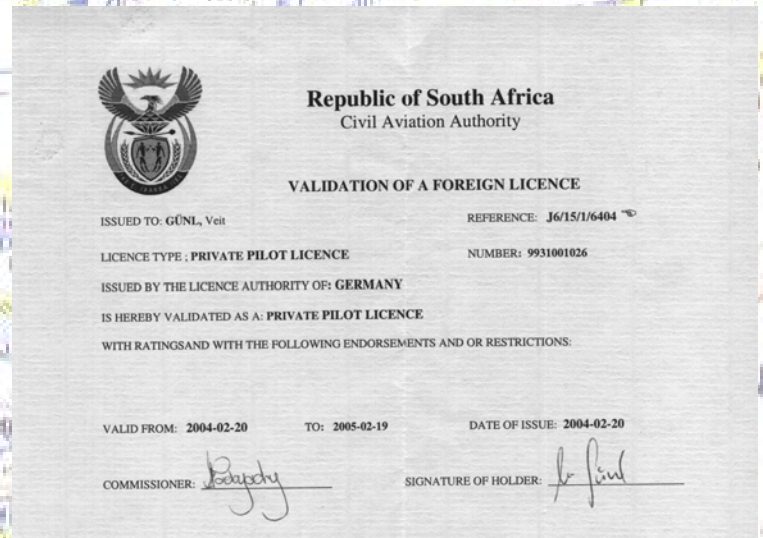 Republic of South Africa
Civil Aviation Authority
VALIDATION OF A FOREIGN LICENCE
ISSUED TO: GÜNL, Veit REFERENCE: J6/15/1/6404
LICENCE TYPE ; PRIVATE PILOT LICENCE NUMBER: 9931001026
ISSUED BY THE LICENCE AUTHORITY OF: GERMANY
IS HEREBY VALIDATED AS A: PRIVATE PILOT LICENCE
WITH RATINGSAND WITH THE FOLLOWING ENDORSEMENTS AND OR RESTRICTIONS:
VALID FROM: 2004-02-20 TO: 2005-02-19 DATE OF ISSUE: 2004-02-20
COMMISSIONER: SIGNATURE OF HOLDER: